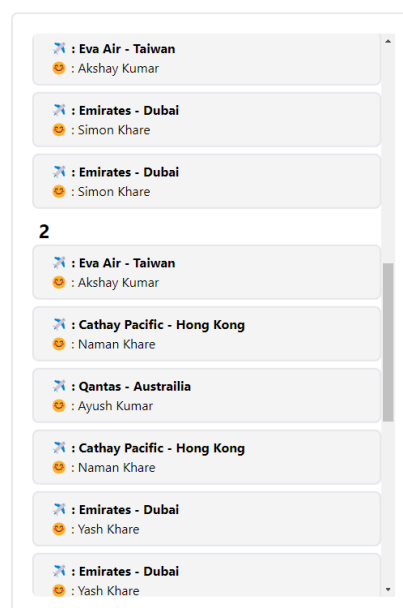 ✈️ : Eva Air - Taiwan
😊 : Akshay Kumar
✈️ : Emirates - Dubai
😊 : Simon Khare
✈️ : Emirates - Dubai
😊 : Simon Khare
2
✈️ : Eva Air - Taiwan
😊 : Akshay Kumar
✈️ : Cathay Pacific - Hong Kong
😊 : Naman Khare
✈️ : Qantas - Austrailia
😊 : Ayush Kumar
✈️ : Cathay Pacific - Hong Kong
😊 : Naman Khare
✈️ : Emirates - Dubai
😊 : Yash Khare
✈️ : Emirates - Dubai
😊 : Yash Khare